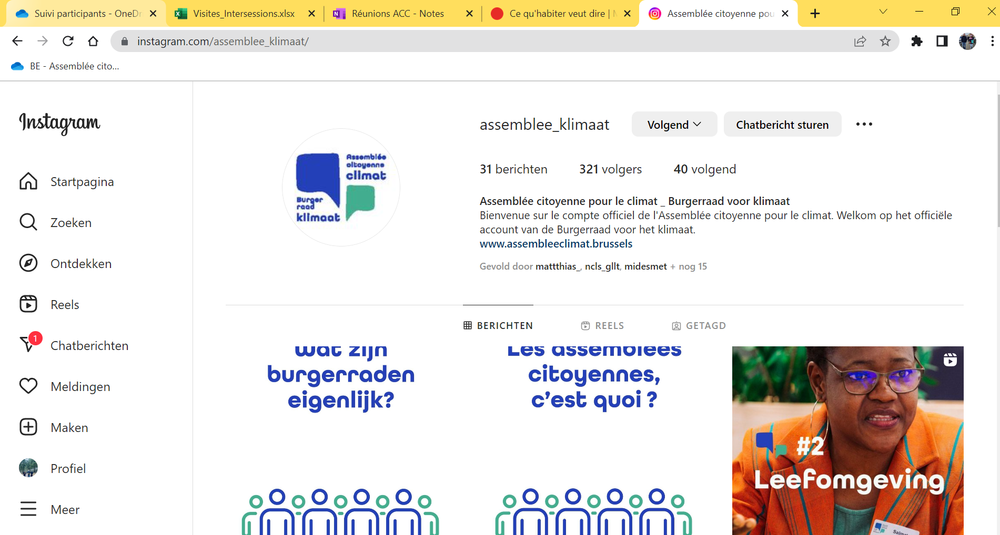 Suivi participants - OneDr
Visites_Intersessions.xlsx
Réunions ACC - Notes
Ce qu'habiter veut dire | M
Assemblée citoyenne pou
instagram.com/assemblee_klimaat/
BE - Assemblée cito...
Instagram
Startpagina
Zoeken
Ontdekken
Reels
1
Chatberichten
Meldingen
Maken
Profiel
Meer
Assemblée
citoyenne
climat
Burger
raad
klimaat
assemblee_klimaat
Volgend
Chatbericht sturen
31 berichten 321 volgers 40 volgend
Assemblée citoyenne pour le climat _ Burgerraad voor klimaat
Bienvenue sur le compte officiel de l'Assemblée citoyenne pour le climat. Welkom op het officiële
account van de Burgerraad voor het klimaat.
www.assembleeclimat.brussels
Gevold door mattthias_, ncls_gllt, midesmet + nog 15
BERICHTEN
REELS
GETAGD
Wat zijn
burgerraden
eigenlijk?
Les assemblées
citoyennes,
c'est quoi ?
#2
Leefomgeving